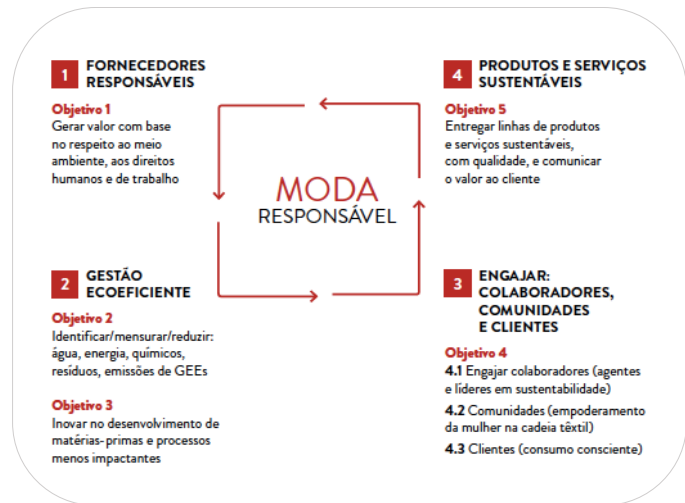 1 FORNECEDORES
RESPONSÁVEIS
Objetivo 1
Gerar valor com base
no respeito ao meio
ambiente, aos direitos
humanos e de trabalho
4 PRODUTOS E SERVIÇOS
SUSTENTÁVEIS
Objetivo 5
Entregar linhas de produtos
e serviços sustentáveis,
com qualidade, e comunicar
o valor ao cliente
MODA
RESPONSÁVEL
2 GESTÃO
ECOEFICIENTE
Objetivo 2
Identificar/mensurar/reduzir:
água, energia, químicos,
resíduos, emissões de GEEs
Objetivo 3
Inovar no desenvolvimento de
matérias-primas e processos
menos impactantes
3 ENGAJAR:
COLABORADORES,
COMUNIDADES
E CLIENTES
Objetivo 4
4.1 Engajar colaboradores (agentes
e líderes em sustentabilidade)
4.2 Comunidades (empoderamento
da mulher na cadeia têxtil)
4.3 Clientes (consumo consciente)